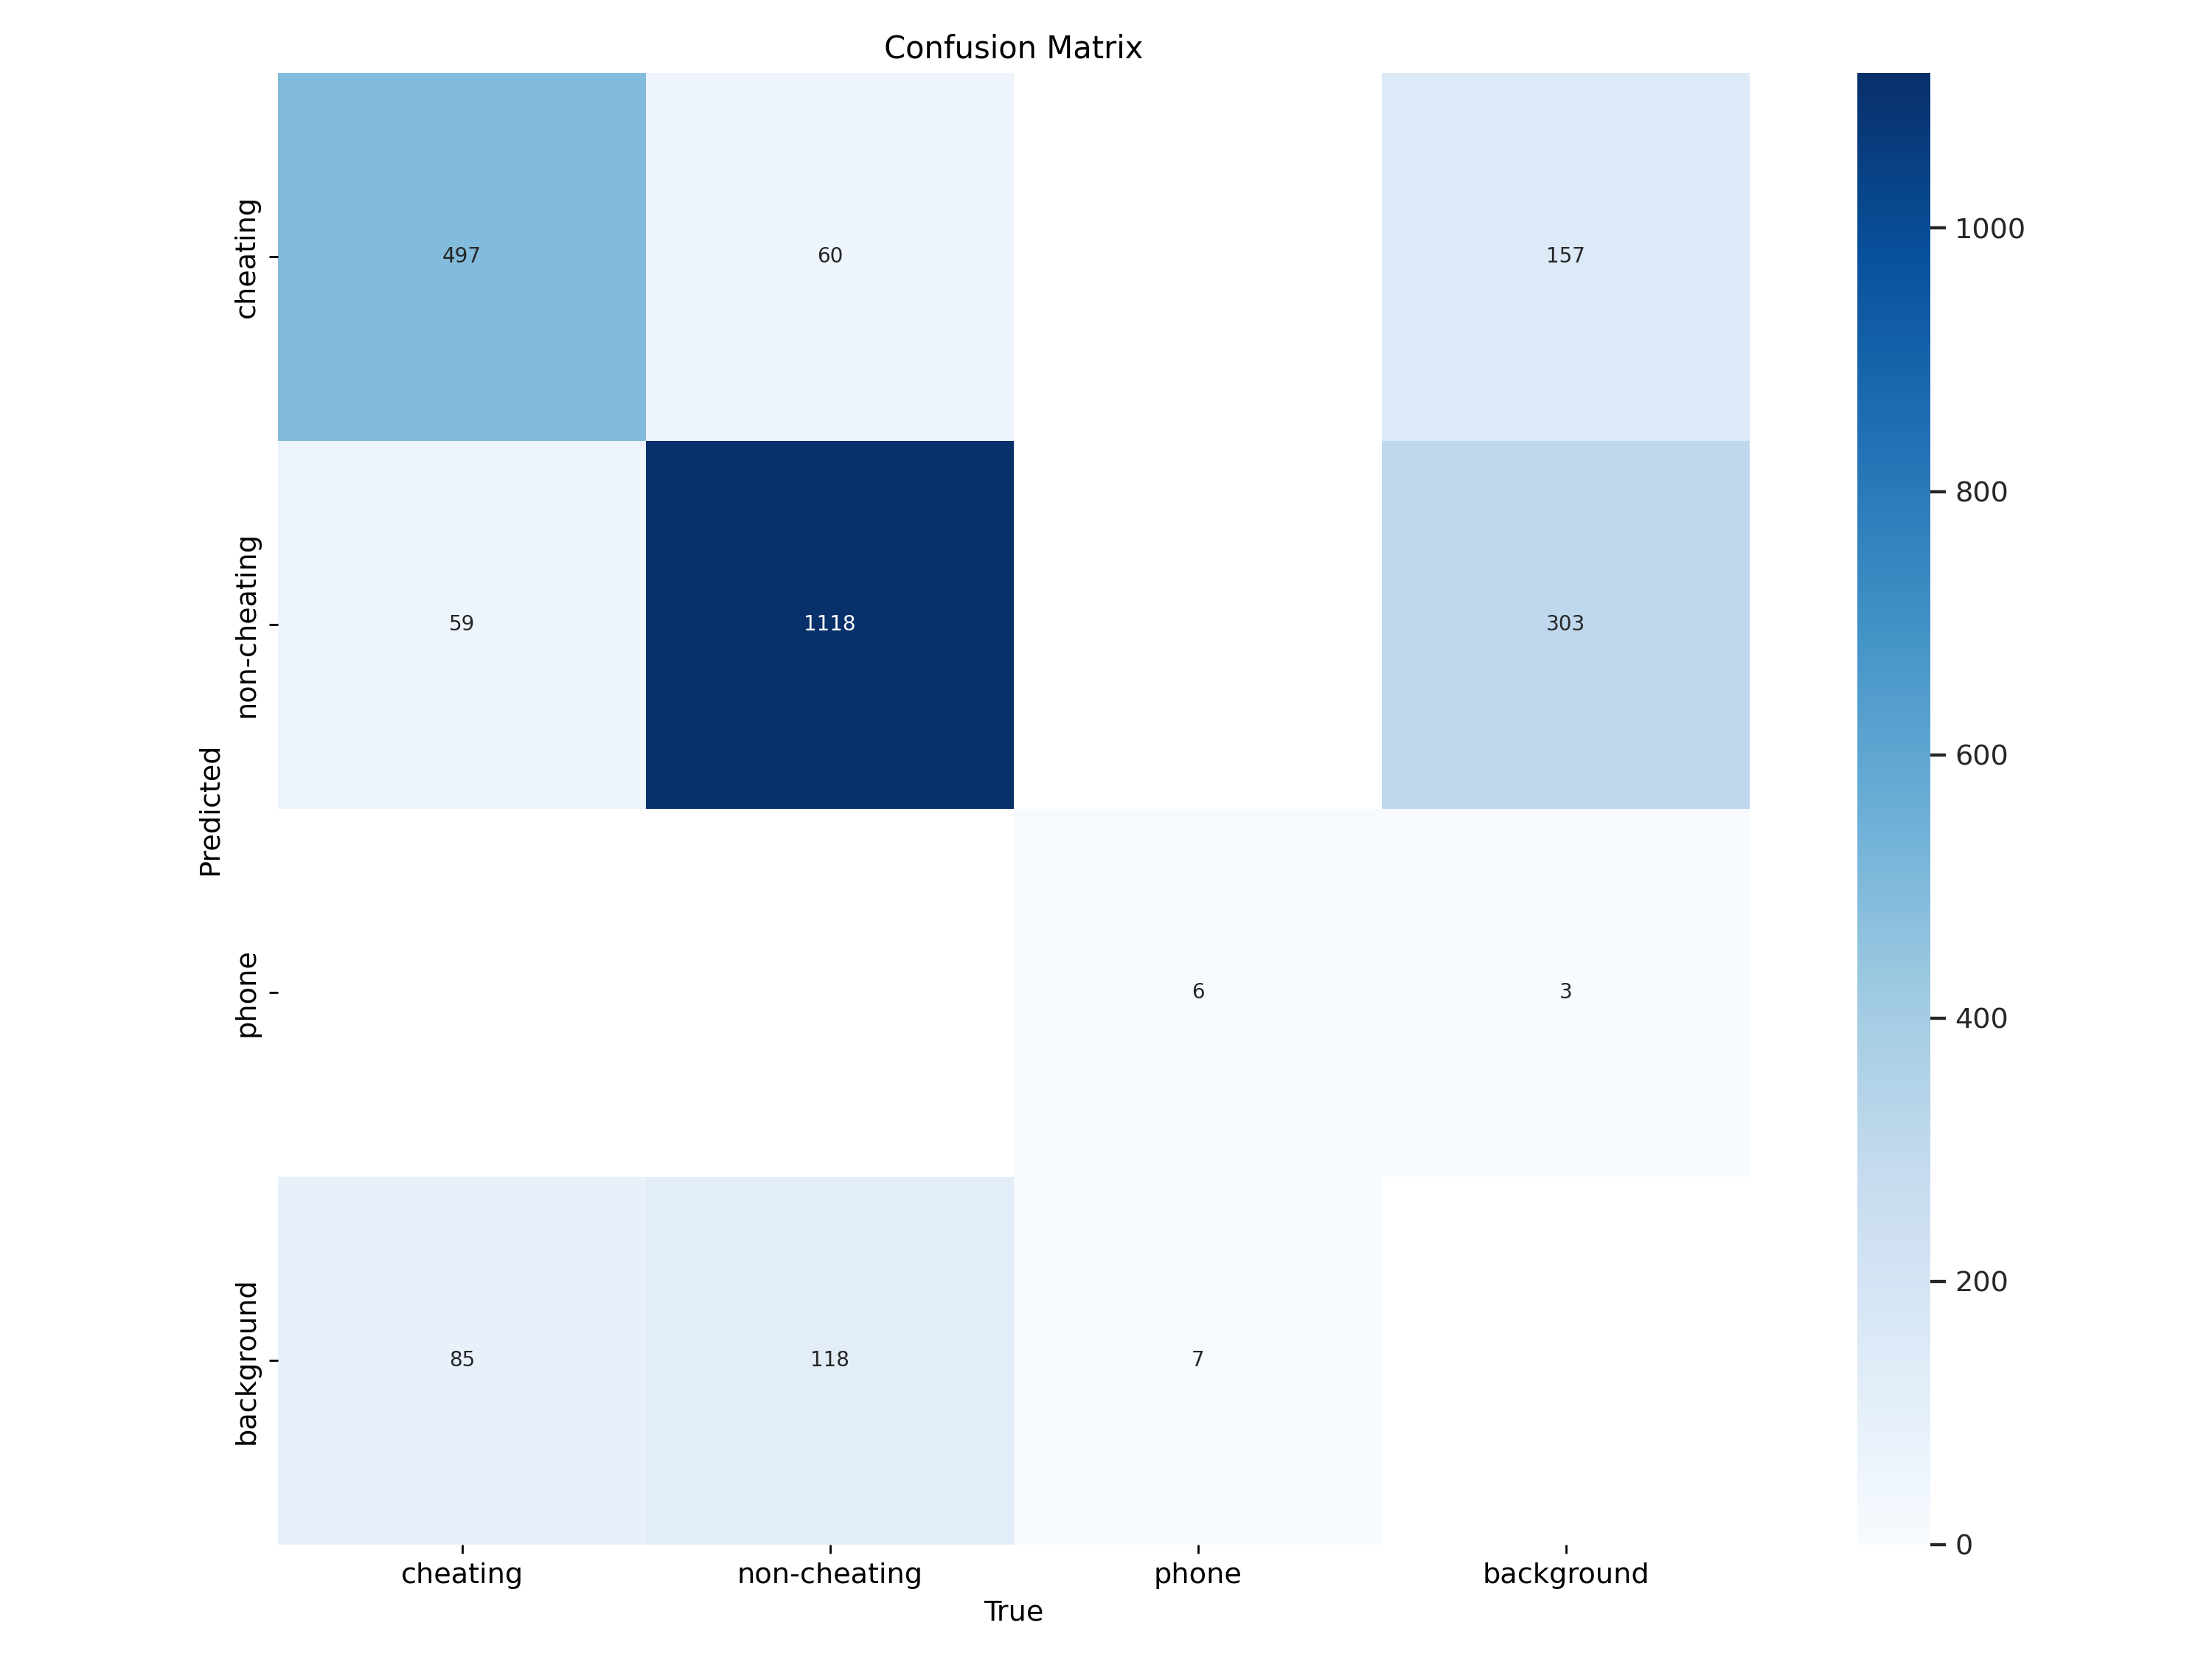 Confusion Matrix
cheating
497
60
157
1000
800
non-cheating
59
1118
303
600
Predicted
phone
6
3
400
200
background
85
118
7
0
cheating
non-cheating
phone
background
True